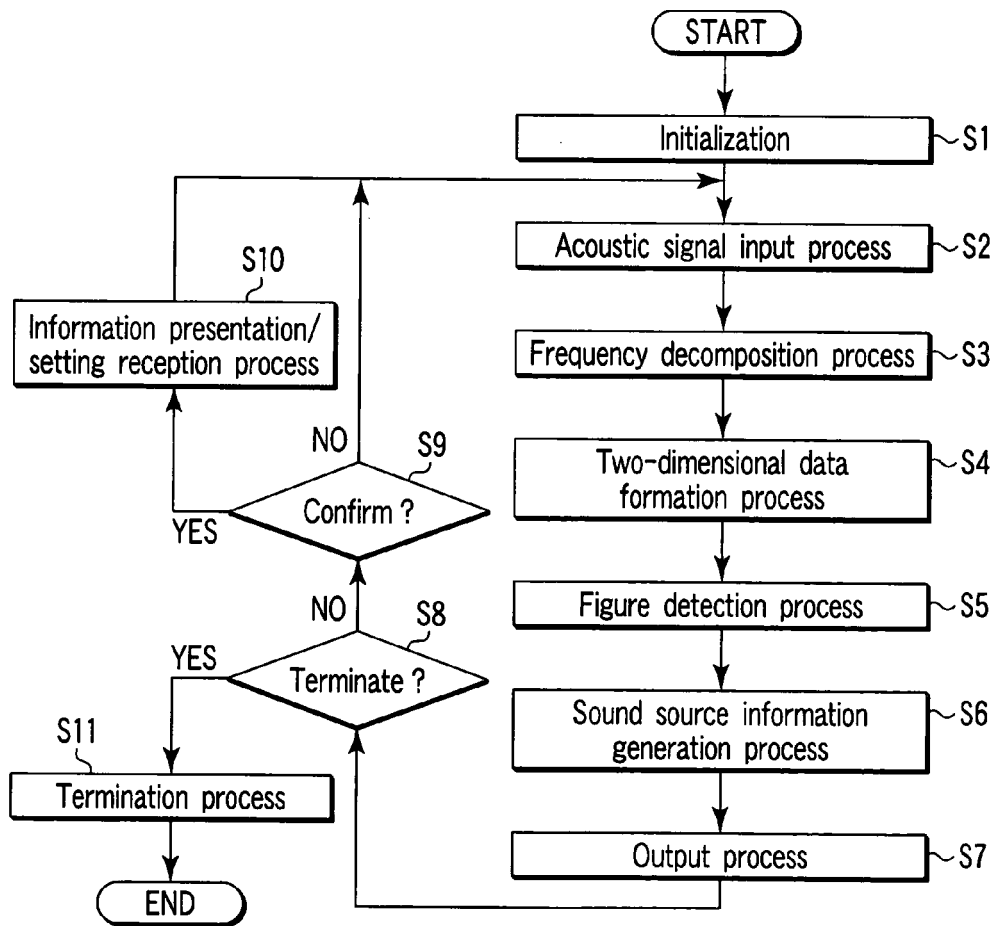 START
Initialization
S1
Acoustic signal input process
S2
Frequency decomposition process
S3
Two-dimensional data
formation process
S4
Figure detection process
S5
Sound source information
generation process
S6
Output process
S7
Terminate ?
S8
YES
NO
Confirm ?
S9
YES
NO
S10
Information presentation/
setting reception process
S11
Termination process
END